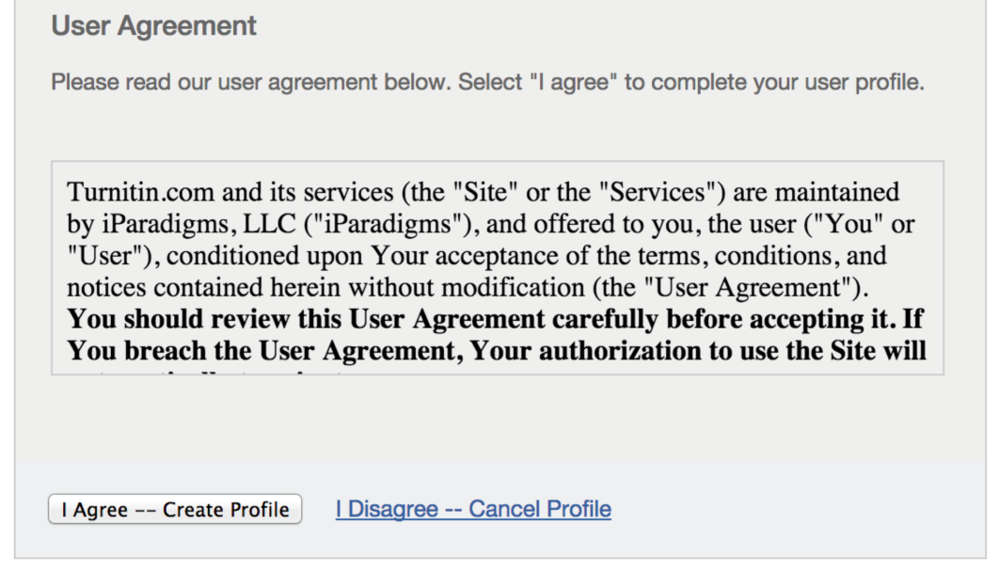 User Agreement
Please read our user agreement below. Select "I agree" to complete your user profile.
Turnitin.com and its services (the "Site" or the "Services") are maintained
by iParadigms, LLC ("iParadigms"), and offered to you, the user ("You" or
"User"), conditioned upon Your acceptance of the terms, conditions, and
notices contained herein without modification (the "User Agreement").
You should review this User Agreement carefully before accepting it. If
You breach the User Agreement, Your authorization to use the Site will
I Agree -- Create Profile
I Disagree -- Cancel Profile